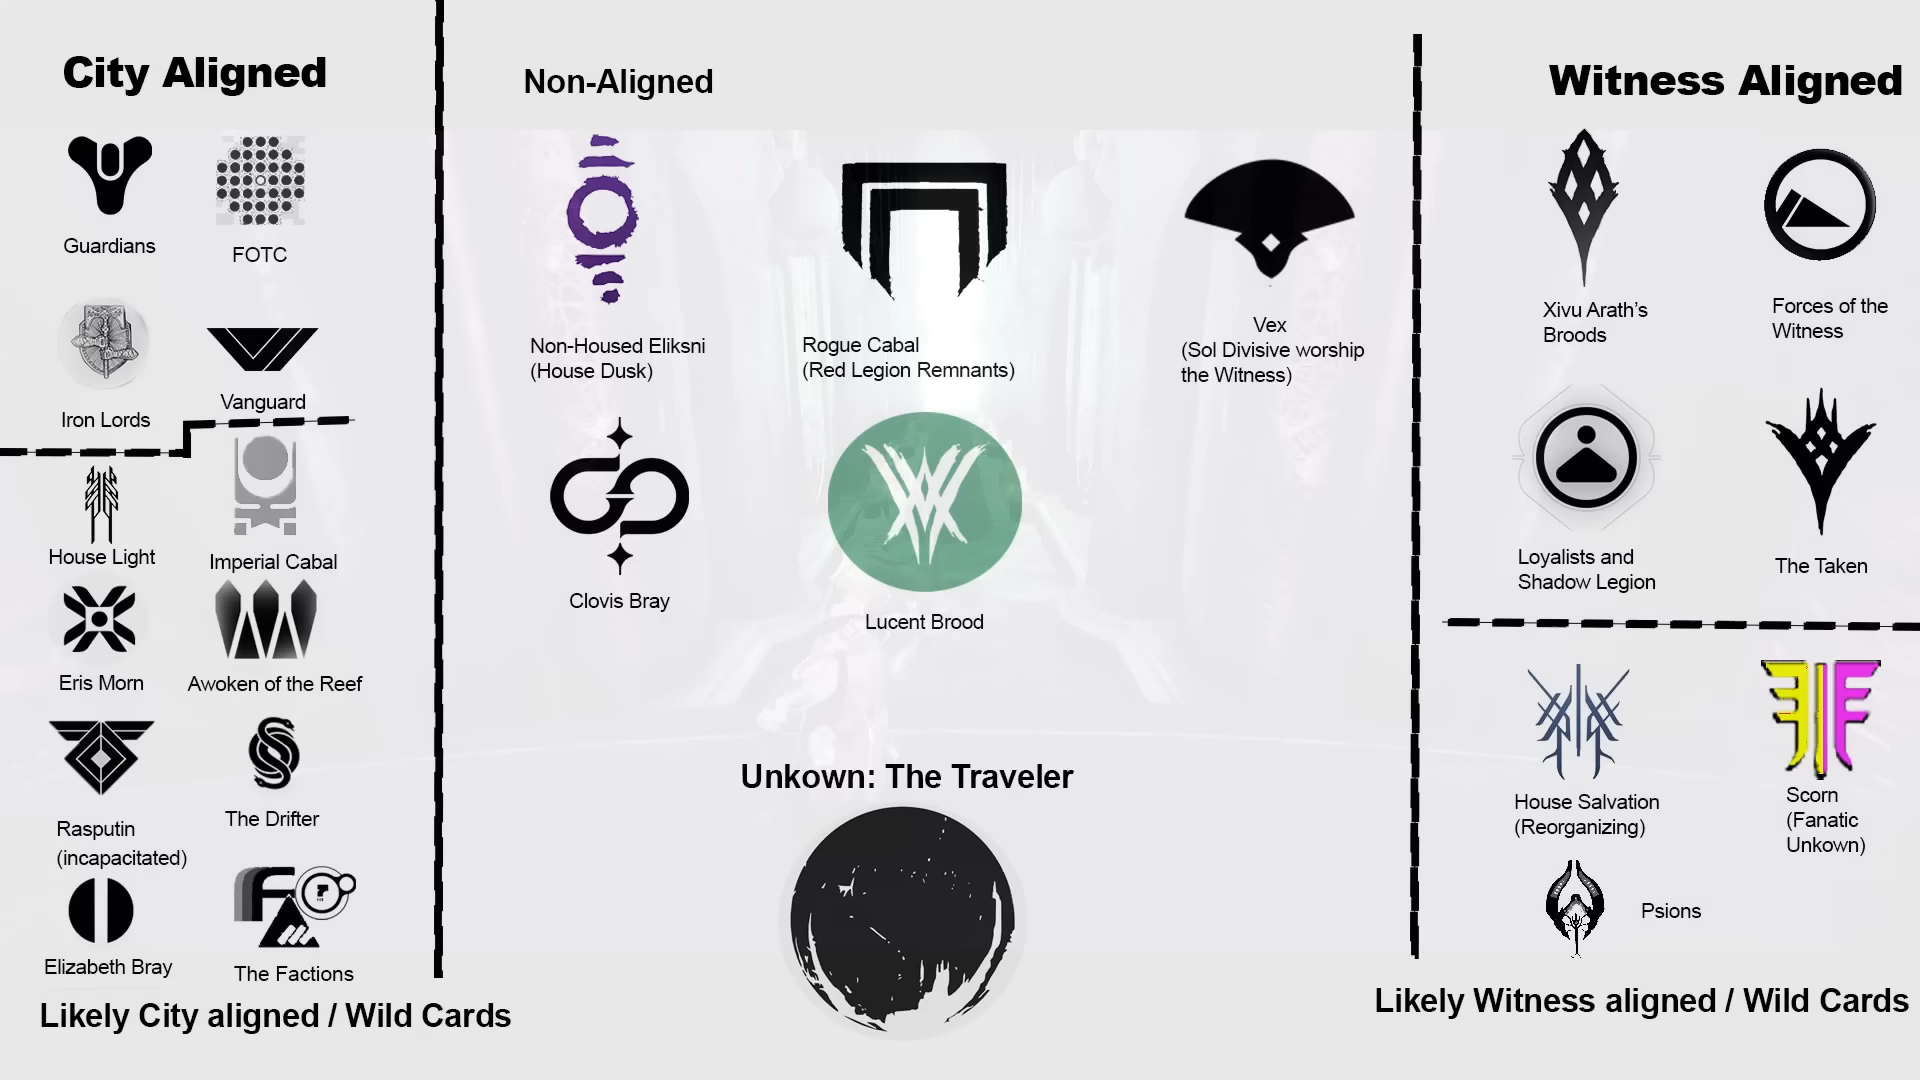 City Aligned
Guardians
FOTC
Iron Lords
Vanguard
House Light
Imperial Cabal
Eris Morn
Awoken of the Reef
Rasputin
(incapacitated)
The Drifter
Elizabeth Bray
The Factions
Likely City aligned / Wild Cards
Non-Aligned
Non-Housed Eliksni
(House Dusk)
Rogue Cabal
(Red Legion Remnants)
Vex
(Sol Divisive worship
the Witness)
Clovis Bray
Lucent Brood
Unkown: The Traveler
Witness Aligned
Xivu Arath’s
Broods
Forces of the
Witness
Loyalists and
Shadow Legion
The Taken
House Salvation
(Reorganizing)
Scorn
(Fanatic
Unkown)
Psions
Likely Witness aligned / Wild Cards